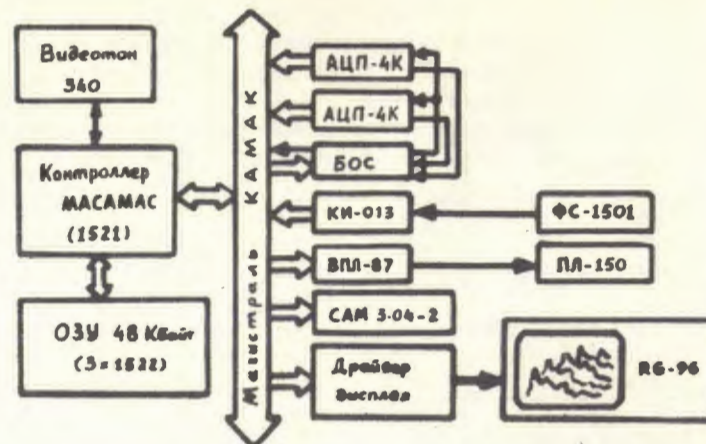 Видеотон
340
Контроллер
МАСАМАС
(1521)
ОЗУ 48 Кбайт
(3×1522)
Магистраль КАМАК
АЦП-4К
АЦП-4К
БОС
КИ-013
ФС-1501
ВПЛ-87
ПЛ-150
САМ 3.04-2
Драйвер
дисплея
RG-96